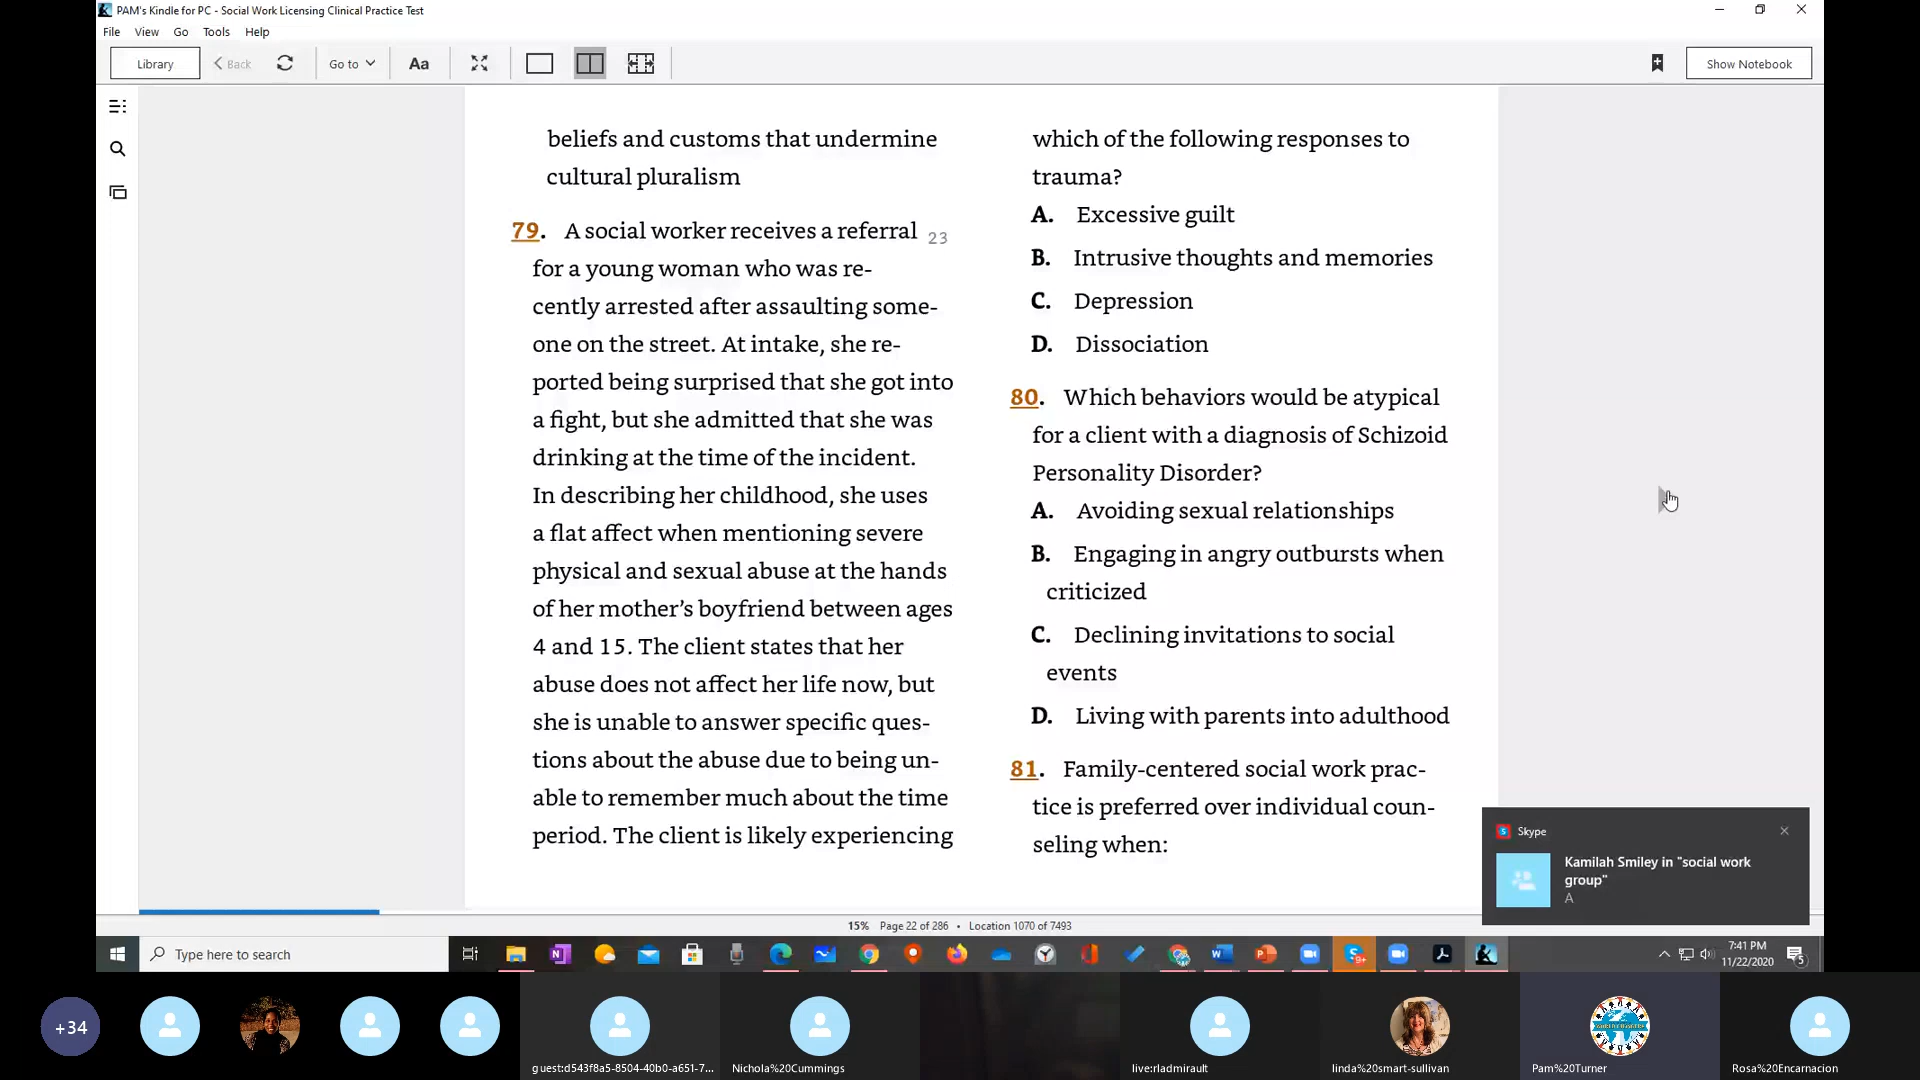 PAM's Kindle for PC - Social Work Licensing Clinical Practice Test
File View Go Tools Help
Library
Back
Go to
Aa
Show Notebook
beliefs and customs that undermine
cultural pluralism
79. A social worker receives a referral 23
for a young woman who was re-
cently arrested after assaulting some-
one on the street. At intake, she re-
ported being surprised that she got into
a fight, but she admitted that she was
drinking at the time of the incident.
In describing her childhood, she uses
a flat affect when mentioning severe
physical and sexual abuse at the hands
of her mother's boyfriend between ages
4 and 15. The client states that her
abuse does not affect her life now, but
she is unable to answer specific ques-
tions about the abuse due to being un-
able to remember much about the time
period. The client is likely experiencing
which of the following responses to
trauma?
A. Excessive guilt
B. Intrusive thoughts and memories
C. Depression
D. Dissociation
80. Which behaviors would be atypical
for a client with a diagnosis of Schizoid
Personality Disorder?
A. Avoiding sexual relationships
B. Engaging in angry outbursts when
criticized
C. Declining invitations to social
events
D. Living with parents into adulthood
81. Family-centered social work prac-
tice is preferred over individual coun-
seling when:
Skype
Kamilah Smiley in "social work
group"
A
15% Page 22 of 286 • Location 1070 of 7493
Type here to search
7:41 PM
11/22/2020
5
+34
guest:d543f8a5-8504-40b0-a651-7...
Nichola%20Cummings
live:rladmirault
linda%20smart-sullivan
Pam%20Turner
Rosa%20Encarnacion